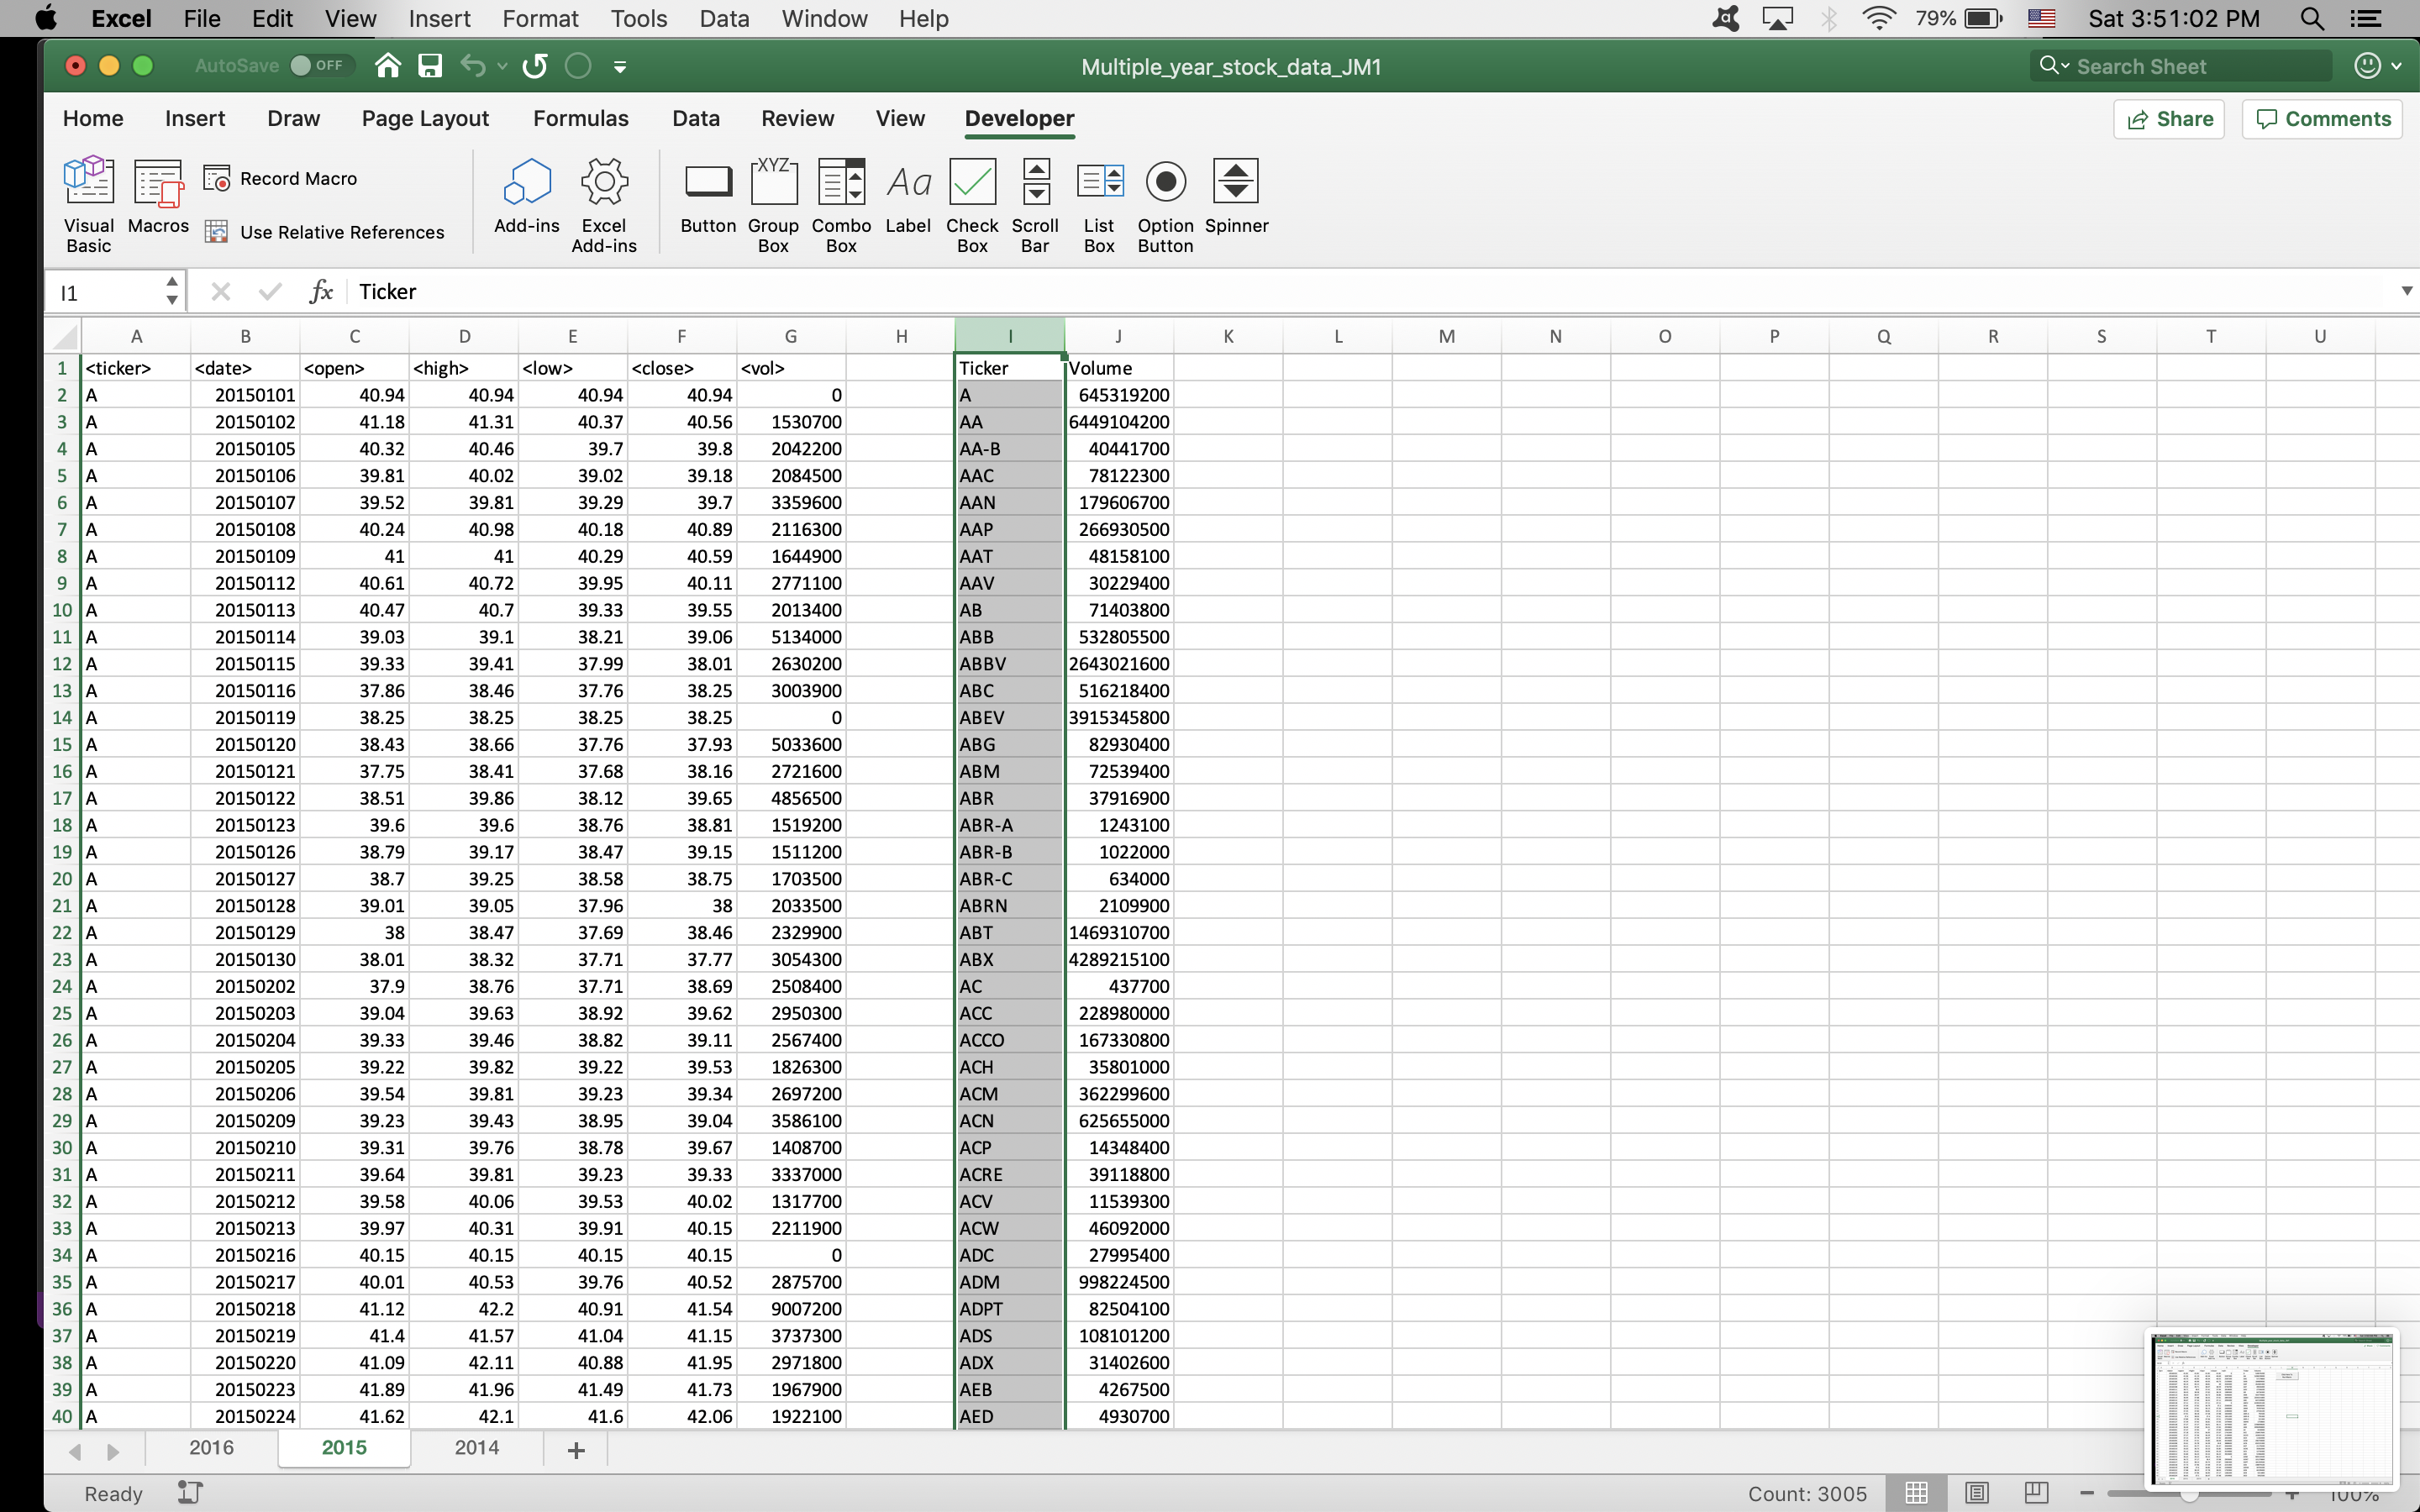 Excel File Edit View Insert Format Tools Data Window Help 79% Sat 3:51:02 PM
AutoSave OFF Multiple_year_stock_data_JM1 Search Sheet
Home Insert Draw Page Layout Formulas Data Review View Developer Share Comments
Visual Basic Macros Record Macro Use Relative References Add-ins Excel Add-ins Button XYZ Group Box Combo Box Aa Label Check Box Scroll Bar List Box Option Button Spinner
I1 fx Ticker
A B C D E F G H I J K L M N O P Q R S T U
1 <ticker> <date> <open> <high> <low> <close> <vol> Ticker Volume
2 A 20150101 40.94 40.94 40.94 40.94 0 A 645319200
3 A 20150102 41.18 41.31 40.37 40.56 1530700 AA 6449104200
4 A 20150105 40.32 40.46 39.7 39.8 2042200 AA-B 40441700
5 A 20150106 39.81 40.02 39.02 39.18 2084500 AAC 78122300
6 A 20150107 39.52 39.81 39.29 39.7 3359600 AAN 179606700
7 A 20150108 40.24 40.98 40.18 40.89 2116300 AAP 266930500
8 A 20150109 41 41 40.29 40.59 1644900 AAT 48158100
9 A 20150112 40.61 40.72 39.95 40.11 2771100 AAV 30229400
10 A 20150113 40.47 40.7 39.33 39.55 2013400 AB 71403800
11 A 20150114 39.03 39.1 38.21 39.06 5134000 ABB 532805500
12 A 20150115 39.33 39.41 37.99 38.01 2630200 ABBV 2643021600
13 A 20150116 37.86 38.46 37.76 38.25 3003900 ABC 516218400
14 A 20150119 38.25 38.25 38.25 38.25 0 ABEV 3915345800
15 A 20150120 38.43 38.66 37.76 37.93 5033600 ABG 82930400
16 A 20150121 37.75 38.41 37.68 38.16 2721600 ABM 72539400
17 A 20150122 38.51 39.86 38.12 39.65 4856500 ABR 37916900
18 A 20150123 39.6 39.6 38.76 38.81 1519200 ABR-A 1243100
19 A 20150126 38.79 39.17 38.47 39.15 1511200 ABR-B 1022000
20 A 20150127 38.7 39.25 38.58 38.75 1703500 ABR-C 634000
21 A 20150128 39.01 39.05 37.96 38 2033500 ABRN 2109900
22 A 20150129 38 38.47 37.69 38.46 2329900 ABT 1469310700
23 A 20150130 38.01 38.32 37.71 37.77 3054300 ABX 4289215100
24 A 20150202 37.9 38.76 37.71 38.69 2508400 AC 437700
25 A 20150203 39.04 39.63 38.92 39.62 2950300 ACC 228980000
26 A 20150204 39.33 39.46 38.82 39.11 2567400 ACCO 167330800
27 A 20150205 39.22 39.82 39.22 39.53 1826300 ACH 35801000
28 A 20150206 39.54 39.81 39.23 39.34 2697200 ACM 362299600
29 A 20150209 39.23 39.43 38.95 39.04 3586100 ACN 625655000
30 A 20150210 39.31 39.76 38.78 39.67 1408700 ACP 14348400
31 A 20150211 39.64 39.81 39.23 39.33 3337000 ACRE 39118800
32 A 20150212 39.58 40.06 39.53 40.02 1317700 ACV 11539300
33 A 20150213 39.97 40.31 39.91 40.15 2211900 ACW 46092000
34 A 20150216 40.15 40.15 40.15 40.15 0 ADC 27995400
35 A 20150217 40.01 40.53 39.76 40.52 2875700 ADM 998224500
36 A 20150218 41.12 42.2 40.91 41.54 9007200 ADPT 82504100
37 A 20150219 41.4 41.57 41.04 41.15 3737300 ADS 108101200
38 A 20150220 41.09 42.11 40.88 41.95 2971800 ADX 31402600
39 A 20150223 41.89 41.96 41.49 41.73 1967900 AEB 4267500
40 A 20150224 41.62 42.1 41.6 42.06 1922100 AED 4930700
2016 2015 2014 +
Ready Count: 3005 100%